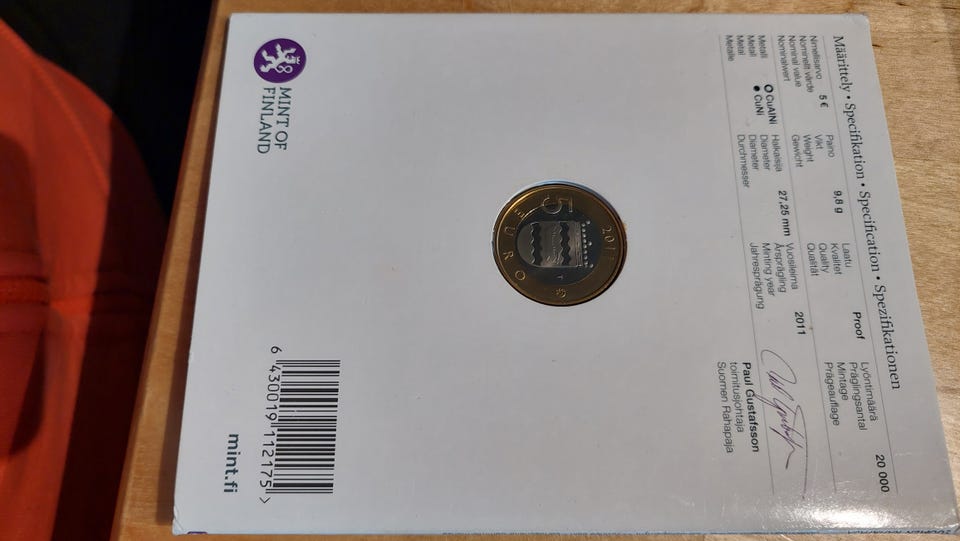 Määrittely • Specifikation • Specification • Spezifikationen
Nimellisarvo
Nominellt värde
Nominal value
Nominalwert
5 €
Paino
Vikt
Weight
Gewicht
9,8 g
Laatu
Kvalitet
Quality
Qualität
Proof
Lyöntimäärä
Präglingsantal
Mintage
Prägeauflage
20 000
Metalli
Metall
Metal
Metalle
CuAlNi
CuNi
Halkaisija
Diameter
Diameter
Durchmesser
27,25 mm
Vuosileima
Årsprägling
Minting year
Jahresprägung
2011
Paul Gustafsson
toimitusjohtaja
Suomen Rahapaja
5
EURO
MINT OF
FINLAND
6 430019 112175 >
mint.fi